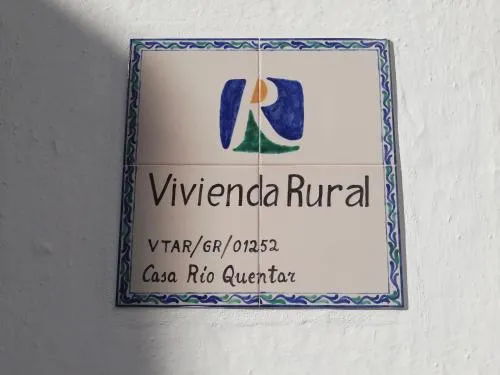 R
Vivienda Rural
VTAR/GR/01252
Casa Río Quentar